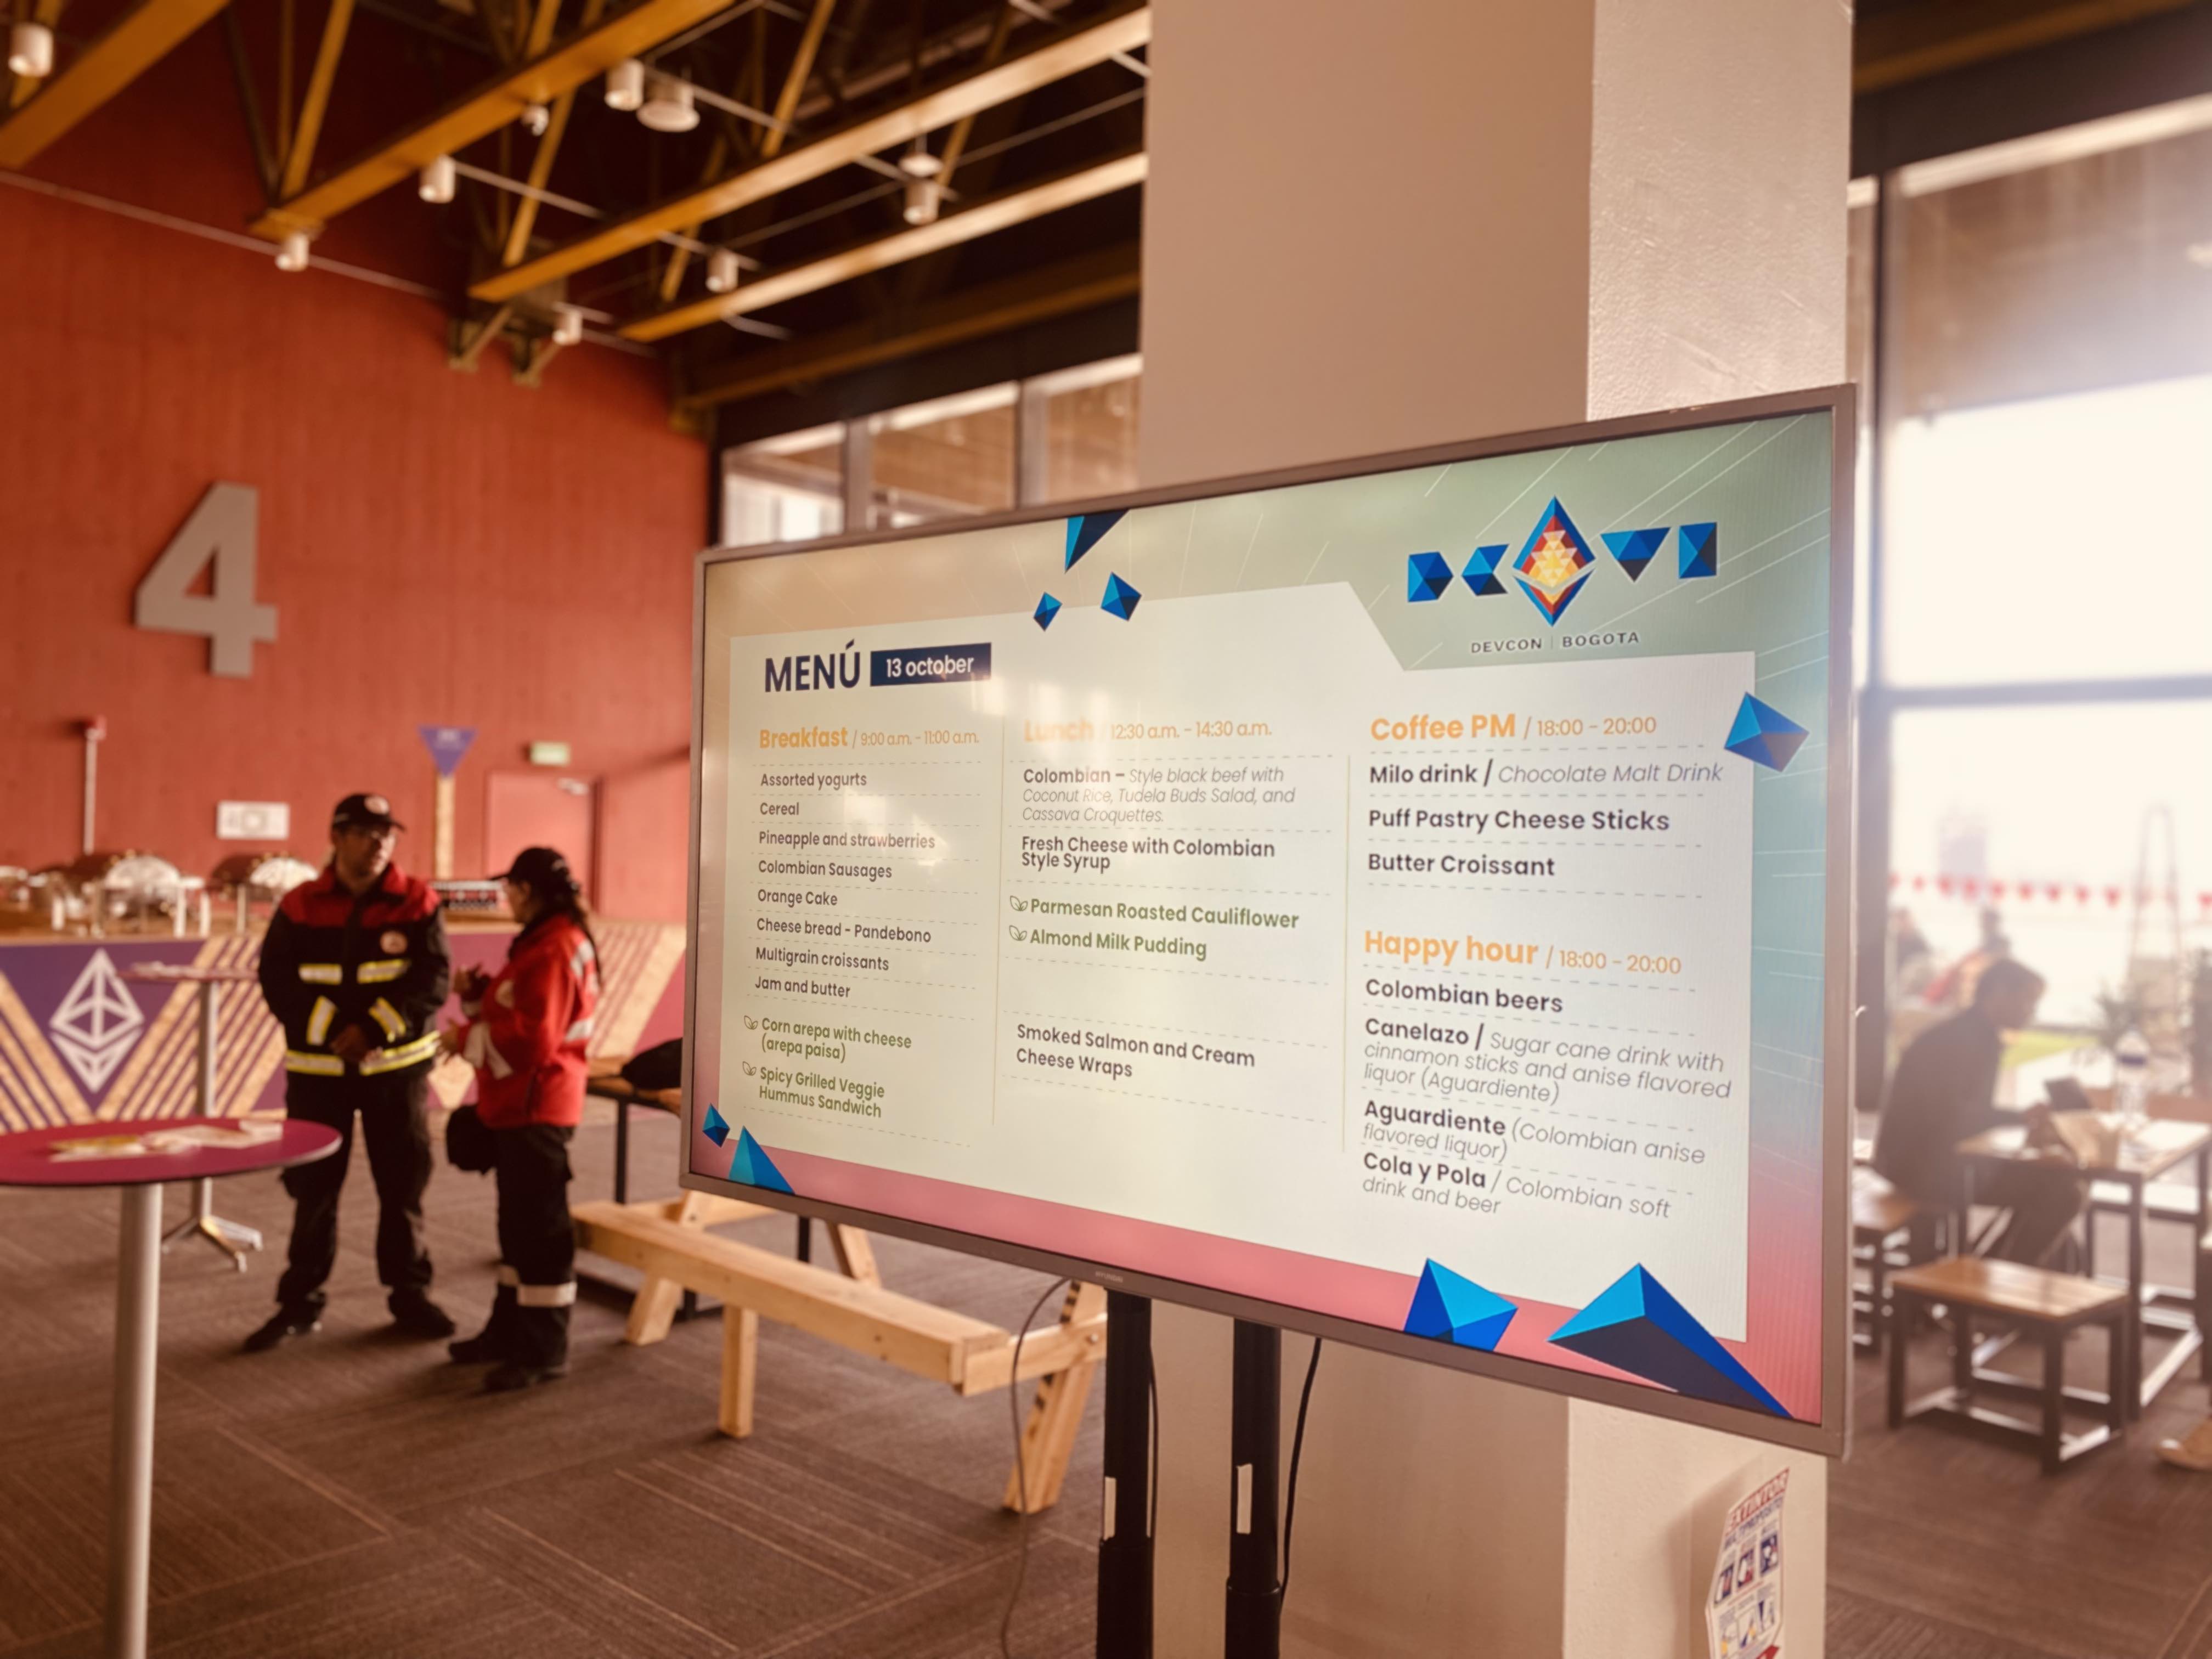 4
DEVCON | BOGOTA
MENÚ 13 october
Breakfast / 9:00 a.m. - 11:00 a.m.
Assorted yogurts
Cereal
Pineapple and strawberries
Colombian Sausages
Orange Cake
Cheese bread - Pandebono
Multigrain croissants
Jam and butter
Corn arepa with cheese
(arepa paisa)
Spicy Grilled Veggie
Hummus Sandwich
Lunch / 12:30 a.m. - 14:30 a.m.
Colombian – Style black beef with
Coconut Rice, Tudela Buds Salad, and
Cassava Croquettes.
Fresh Cheese with Colombian
Style Syrup
Parmesan Roasted Cauliflower
Almond Milk Pudding
Smoked Salmon and Cream
Cheese Wraps
Coffee PM / 18:00 - 20:00
Milo drink / Chocolate Malt Drink
Puff Pastry Cheese Sticks
Butter Croissant
Happy hour / 18:00 - 20:00
Colombian beers
Canelazo / Sugar cane drink with
cinnamon sticks and anise flavored
liquor (Aguardiente)
Aguardiente (Colombian anise
flavored liquor)
Cola y Pola / Colombian soft
drink and beer
HYUNDAI